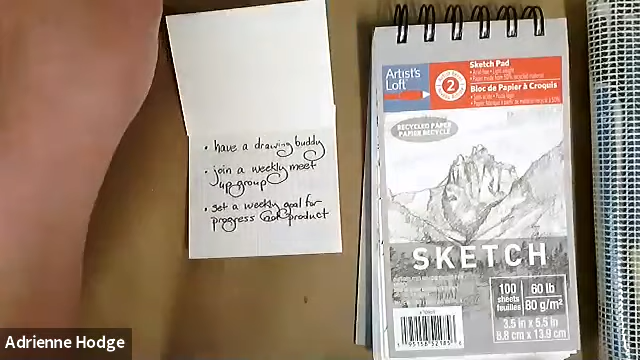 • have a drawing buddy
• join a weekly meet
up group
• set a weekly goal for
progress not product
Artist's
Loft
Sketch Pad
2
Bloc de Papier à Croquis
RECYCLED PAPER
PAPIER RECYCLÉ
SKETCH
100
sheets
feuilles
60 lb
80 g/m²
3.5 in x 5.5 in
8.8 cm x 13.9 cm
Adrienne Hodge